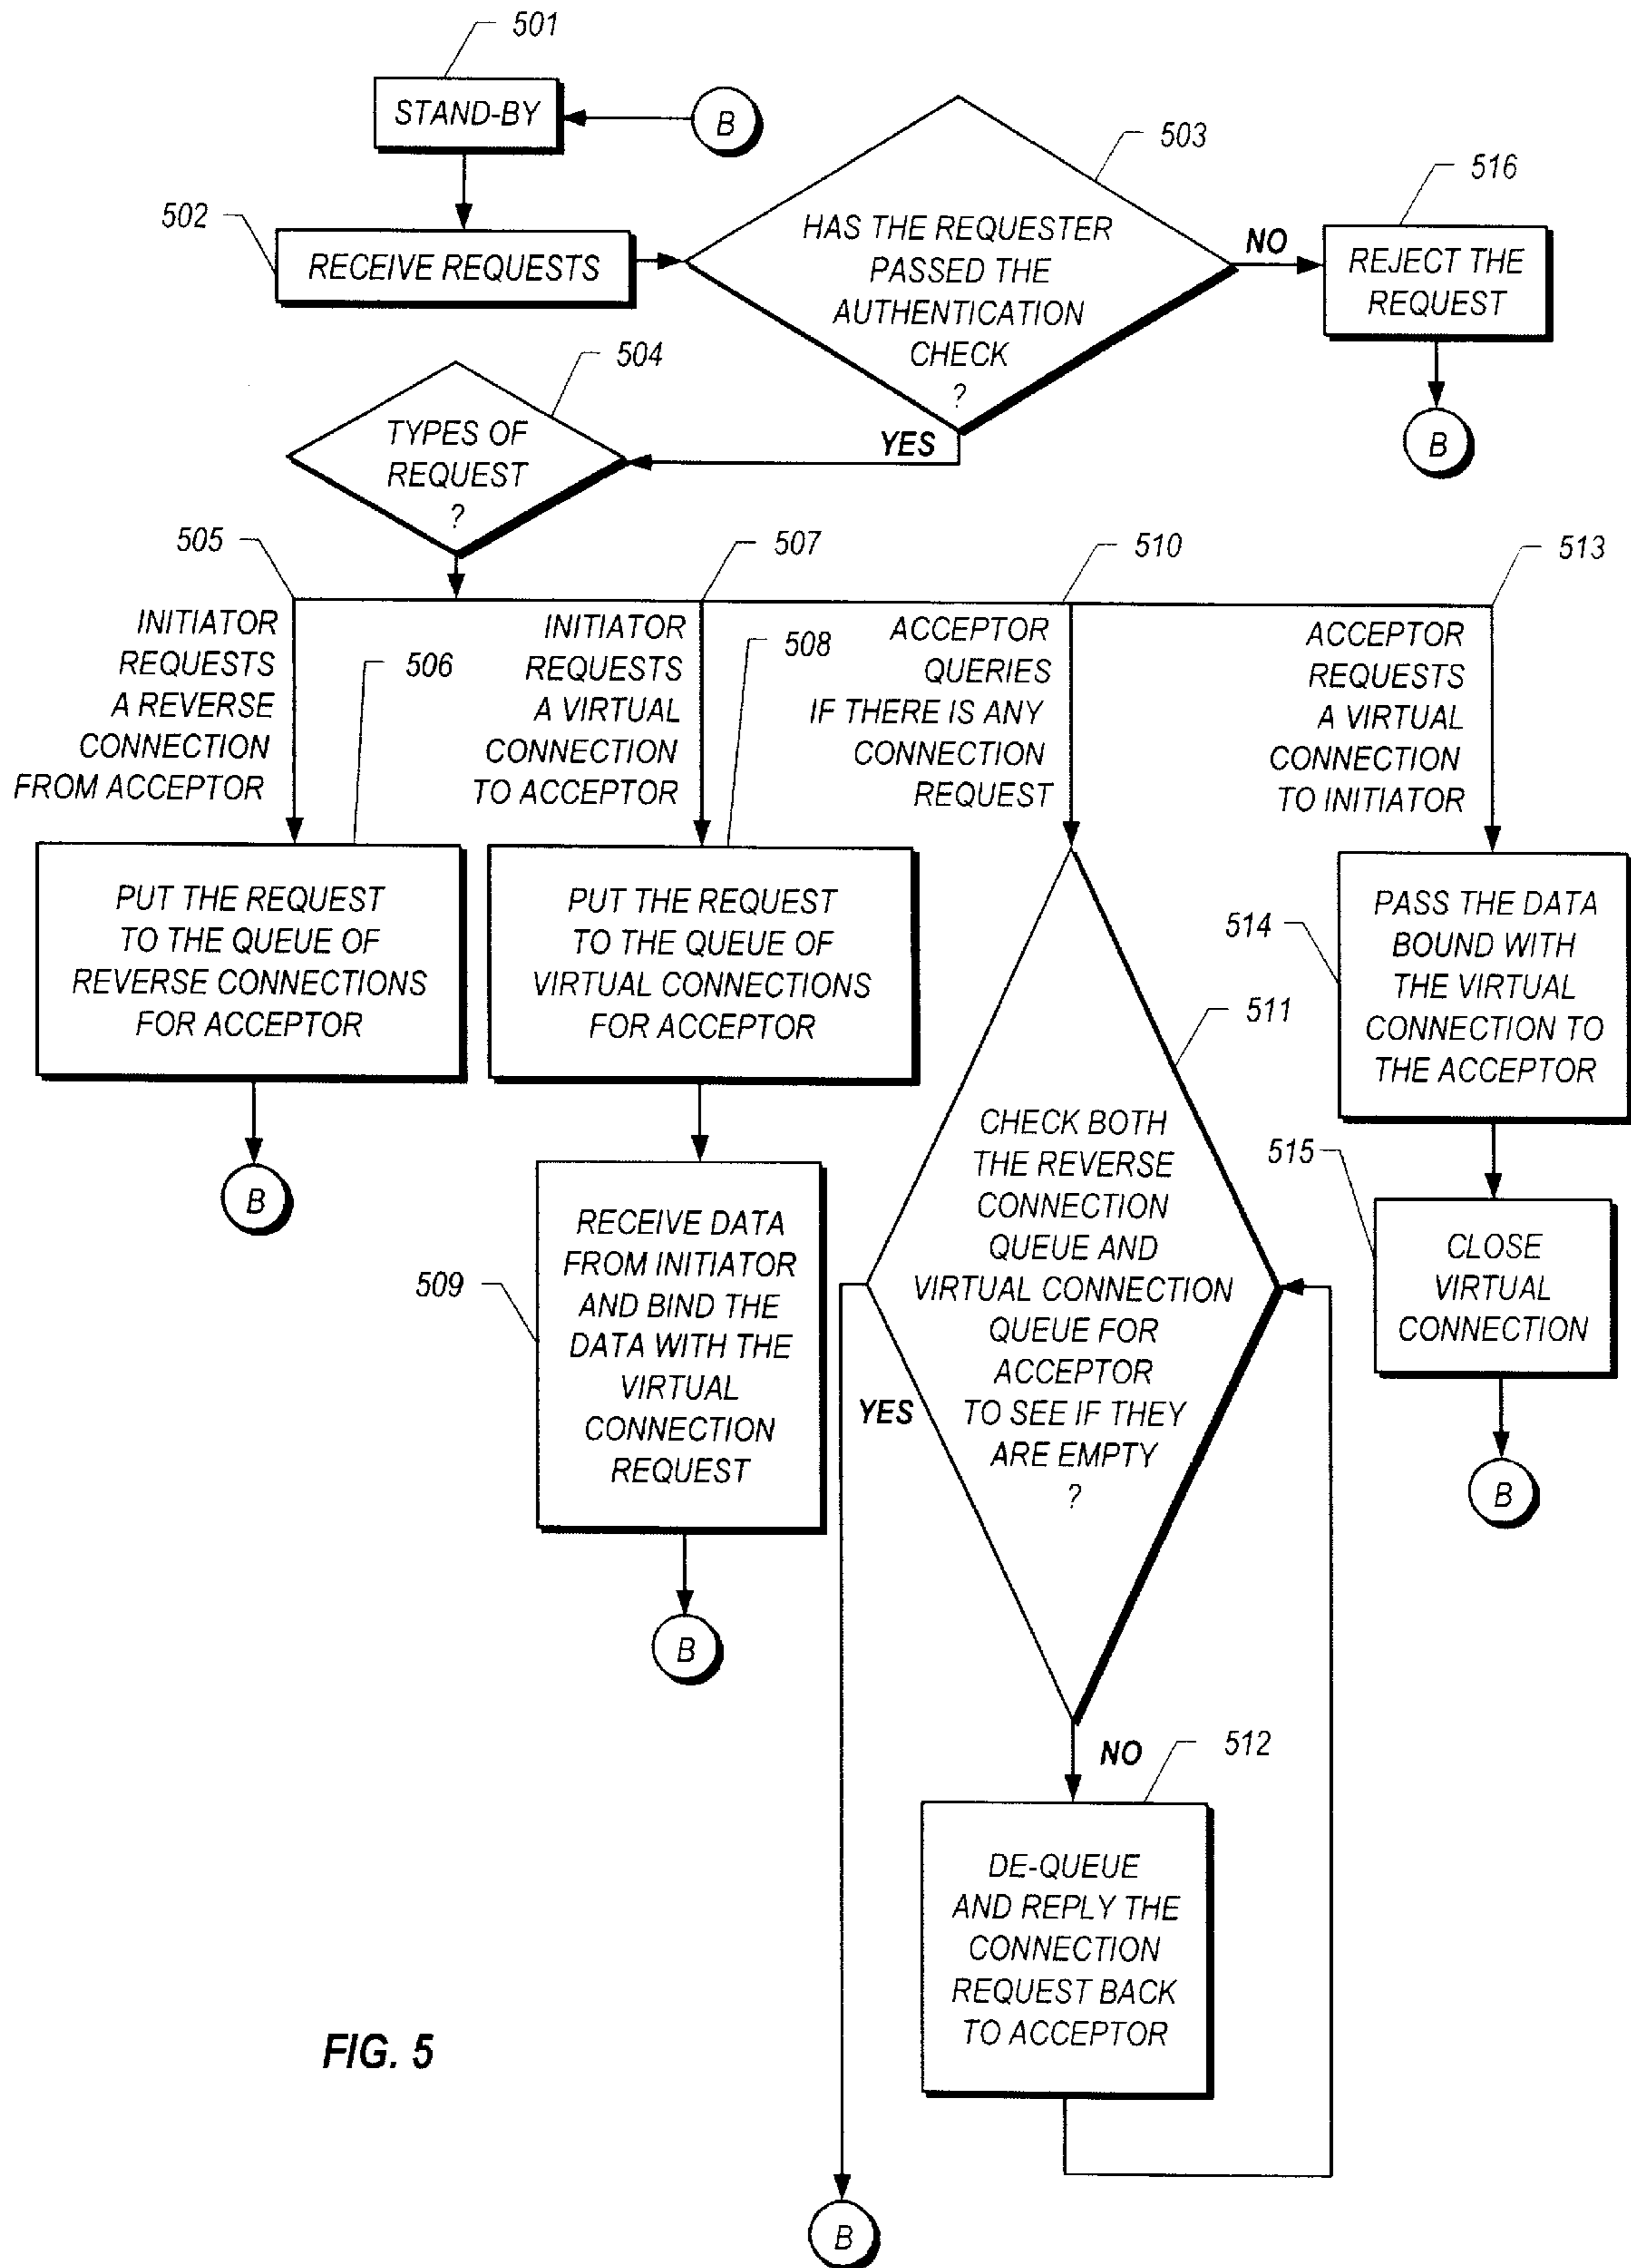 501
STAND-BY
B
503
516
502
RECEIVE REQUESTS
HAS THE REQUESTER
PASSED THE
AUTHENTICATION
CHECK
?
NO
REJECT THE
REQUEST
B
504
TYPES OF
REQUEST
?
YES
505
507
510
513
INITIATOR
REQUESTS
A REVERSE
CONNECTION
FROM ACCEPTOR
506
INITIATOR
REQUESTS
A VIRTUAL
CONNECTION
TO ACCEPTOR
508
ACCEPTOR
QUERIES
IF THERE IS ANY
CONNECTION
REQUEST
ACCEPTOR
REQUESTS
A VIRTUAL
CONNECTION
TO INITIATOR
PUT THE REQUEST
TO THE QUEUE OF
REVERSE CONNECTIONS
FOR ACCEPTOR
B
PUT THE REQUEST
TO THE QUEUE OF
VIRTUAL CONNECTIONS
FOR ACCEPTOR
509
RECEIVE DATA
FROM INITIATOR
AND BIND THE
DATA WITH THE
VIRTUAL
CONNECTION
REQUEST
B
511
CHECK BOTH
THE REVERSE
CONNECTION
QUEUE AND
VIRTUAL CONNECTION
QUEUE FOR
ACCEPTOR
TO SEE IF THEY
ARE EMPTY
?
YES
NO
512
DE-QUEUE
AND REPLY THE
CONNECTION
REQUEST BACK
TO ACCEPTOR
B
514
PASS THE DATA
BOUND WITH
THE VIRTUAL
CONNECTION TO
THE ACCEPTOR
515
CLOSE
VIRTUAL
CONNECTION
B
FIG. 5